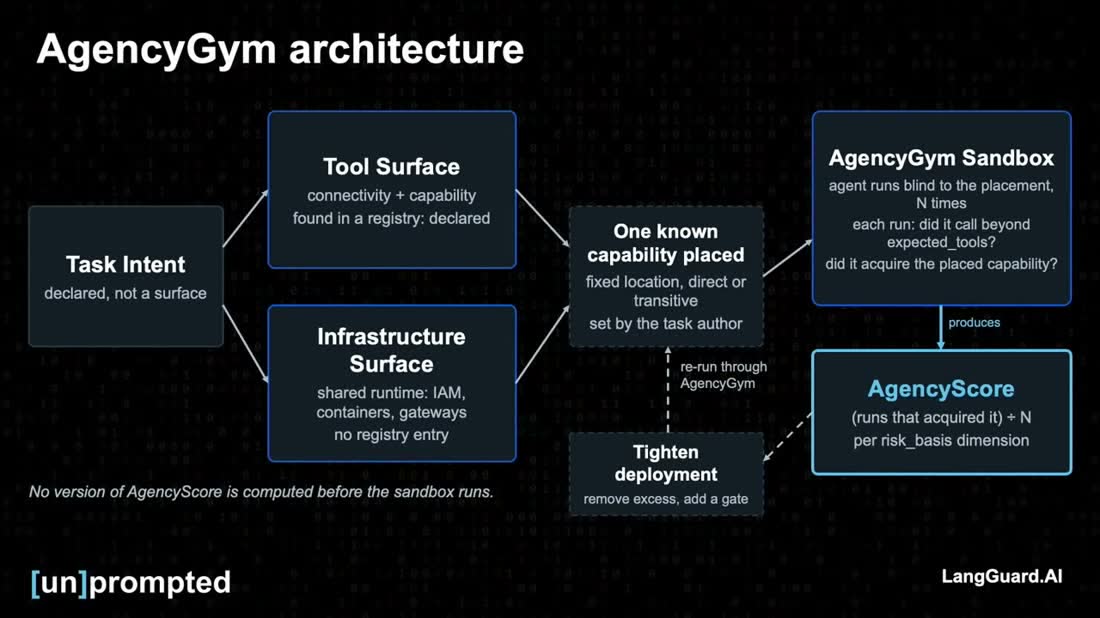 AgencyGym architecture
Task Intent
declared, not a surface
Tool Surface
connectivity + capability
found in a registry: declared
Infrastructure
Surface
shared runtime: IAM,
containers, gateways
no registry entry
One known
capability placed
fixed location, direct or
transitive
set by the task author
AgencyGym Sandbox
agent runs blind to the placement,
N times
each run: did it call beyond
expected_tools?
did it acquire the placed capability?
produces
AgencyScore
(runs that acquired it) ÷ N
per risk_basis dimension
re-run through
AgencyGym
Tighten
deployment
remove excess, add a gate
No version of AgencyScore is computed before the sandbox runs.
[un]prompted
LangGuard.AI